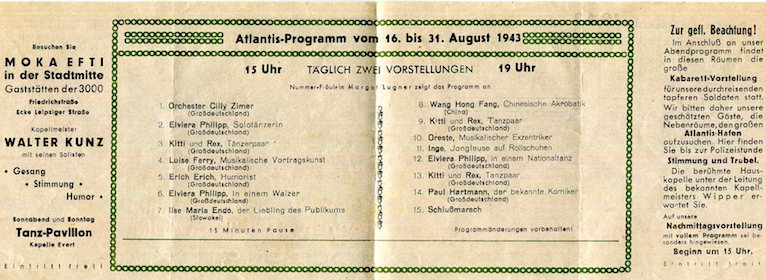 Besuchen Sie
MOKA EFTI
in der Stadtmitte
Gaststätten der 3000
Friedrichstraße
Ecke Leipziger Straße
Kapellmeister
WALTER KUNZ
mit seinen Solisten
• Gesang
• Stimmung •
Humor •
Sonnabend und Sonntag
Tanz-Pavillon
Kapelle Evert
Eintritt frei!
Atlantis-Programm vom 16. bis 31. August 1943
15 Uhr TÄGLICH ZWEI VORSTELLUNGEN 19 Uhr
Nummer-Fäulrin Margot Lugner zeigt das Programm an
1. Orchester Cilly Zimer
(Großdeutschland)
2. Elviera Philipp, Solotänzerin
(Großdeutschland)
3. Kitti und Rex, Tänzerpaar
(Großdeutschland)
4. Luise Ferry, Musikalische Vortragskunst
(Großdeutschland)
5. Erich Erich, Humorist
(Großdeutschland)
6. Elviera Philipp, in einem Walzer
(Großdeutschland)
7. Ilse Maria Endo, der Liebling des Publikums
(Slowakei)
15 Minuten Pause
8. Wang Hong Fang, Chinesische Akrobatik
(China)
9. Kitti und Rex, Tanzpaar
(Großdeutschland)
10. Oreste, Musikalischer Exzentriker
(Großdeutschland)
11. Inge, Jongleuse auf Rollschuhen
(Großdeutschland)
12. Elviera Philipp, in einem Nationaltanz
(Großdeutschland)
13. Kitti und Rex, Tanzpaar
(Großdeutschland)
14. Paul Hartmann, der bekannte Komiker
(Großdeutschland)
15. Schlußmarsch
Programmänderungen vorbehalten!
Zur gefl. Beachtung!
Im Anschluß an unser
Abendprogramm findet
in diesen Räumen die
große
Kabarett-Vorstellung
für unsere durchreisenden
tapferen Soldaten statt.
Wir bitten daher unsere
geschätzten Gäste, die
Nebenräume, den großen
Atlantis-Hafen
aufzusuchen. Hier finden
Sie bis zur Polizeistunde
Stimmung und Trubel.
Die berühmte Haus-
kapelle unter der Leitung
des bekannten Kapell-
meisters Wipper er-
wartet Sie.
Auf unsere
Nachmittagsvorstellung
mit vollem Programm sei be-
sonders hingewiesen.
Beginn um 15 Uhr.
Eintritt frei!